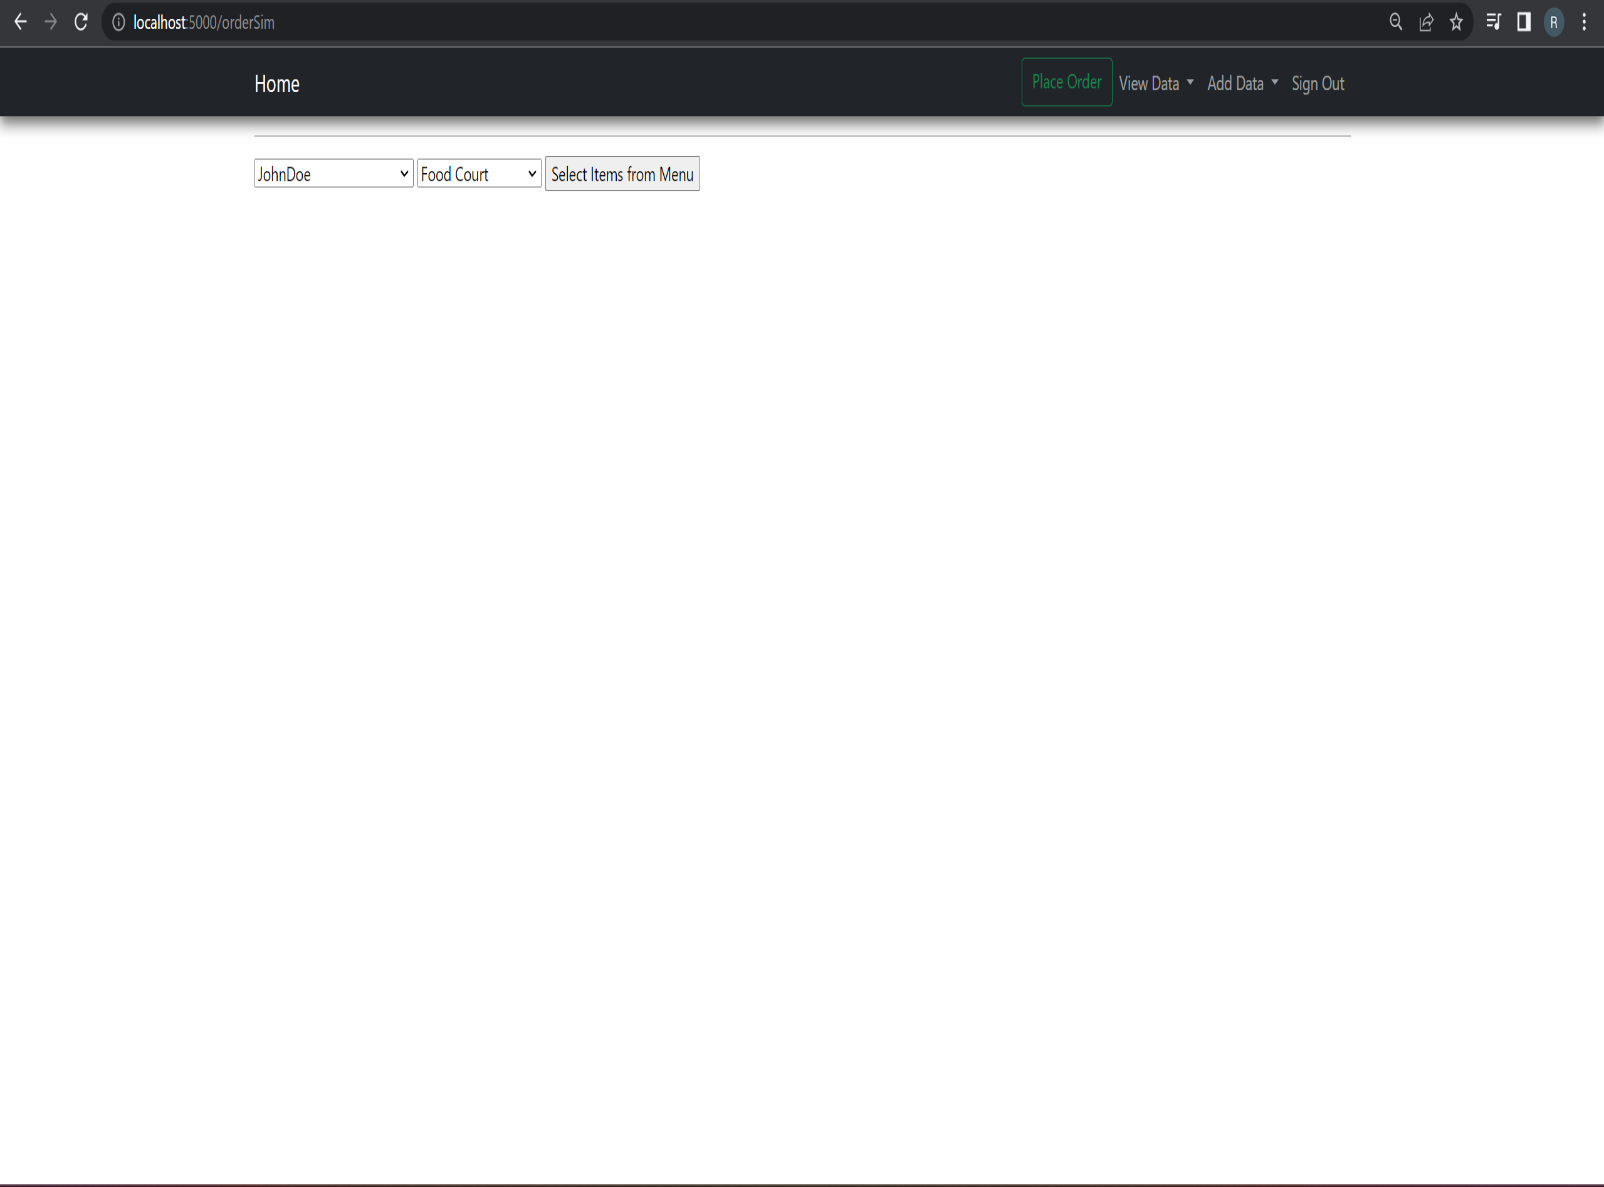 localhost:5000/orderSim
R
Home Place Order View Data Add Data Sign Out
JohnDoe Food Court Select Items from Menu